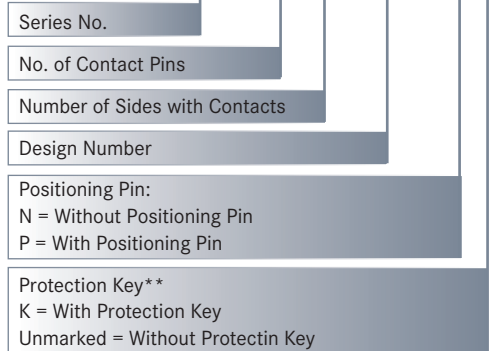 Series No.
No. of Contact Pins
Number of Sides with Contacts
Design Number
Positioning Pin:
N = Without Positioning Pin
P = With Positioning Pin
Protection Key**
K = With Protection Key
Unmarked = Without Protectin Key